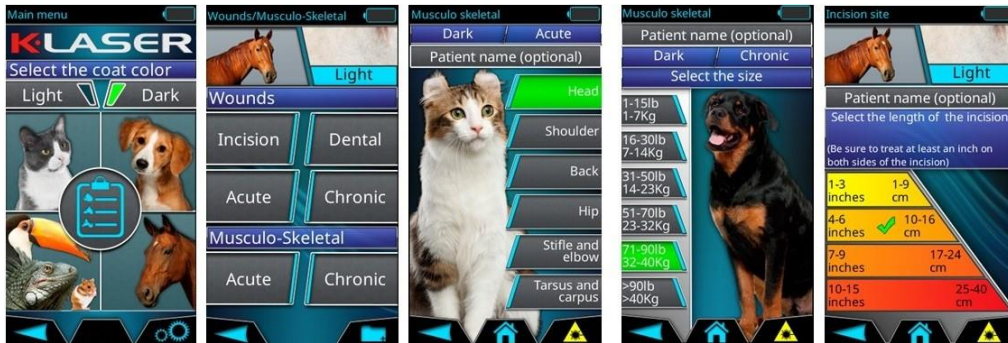 Main menu
K-LASER
Select the coat color
Light
Dark
Wounds/Musculo-Skeletal
Light
Wounds
Incision
Dental
Acute
Chronic
Musculo-Skeletal
Acute
Chronic
Musculo skeletal
Dark
Acute
Patient name (optional)
Head
Shoulder
Back
Hip
Stifle and
elbow
Tarsus and
carpus
Musculo skeletal
Patient name (optional)
Dark
Chronic
Select the size
1-15lb
1-7Kg
16-30lb
7-14Kg
31-50lb
14-23Kg
51-70lb
23-32Kg
71-90lb
32-40Kg
>90lb
>40Kg
Incision site
Light
Patient name (optional)
Select the length of the incision
(Be sure to treat at least an inch on
both sides of the incision)
1-3
inches
1-9
cm
4-6
inches
10-16
cm
7-9
inches
17-24
cm
10-15
inches
25-40
cm